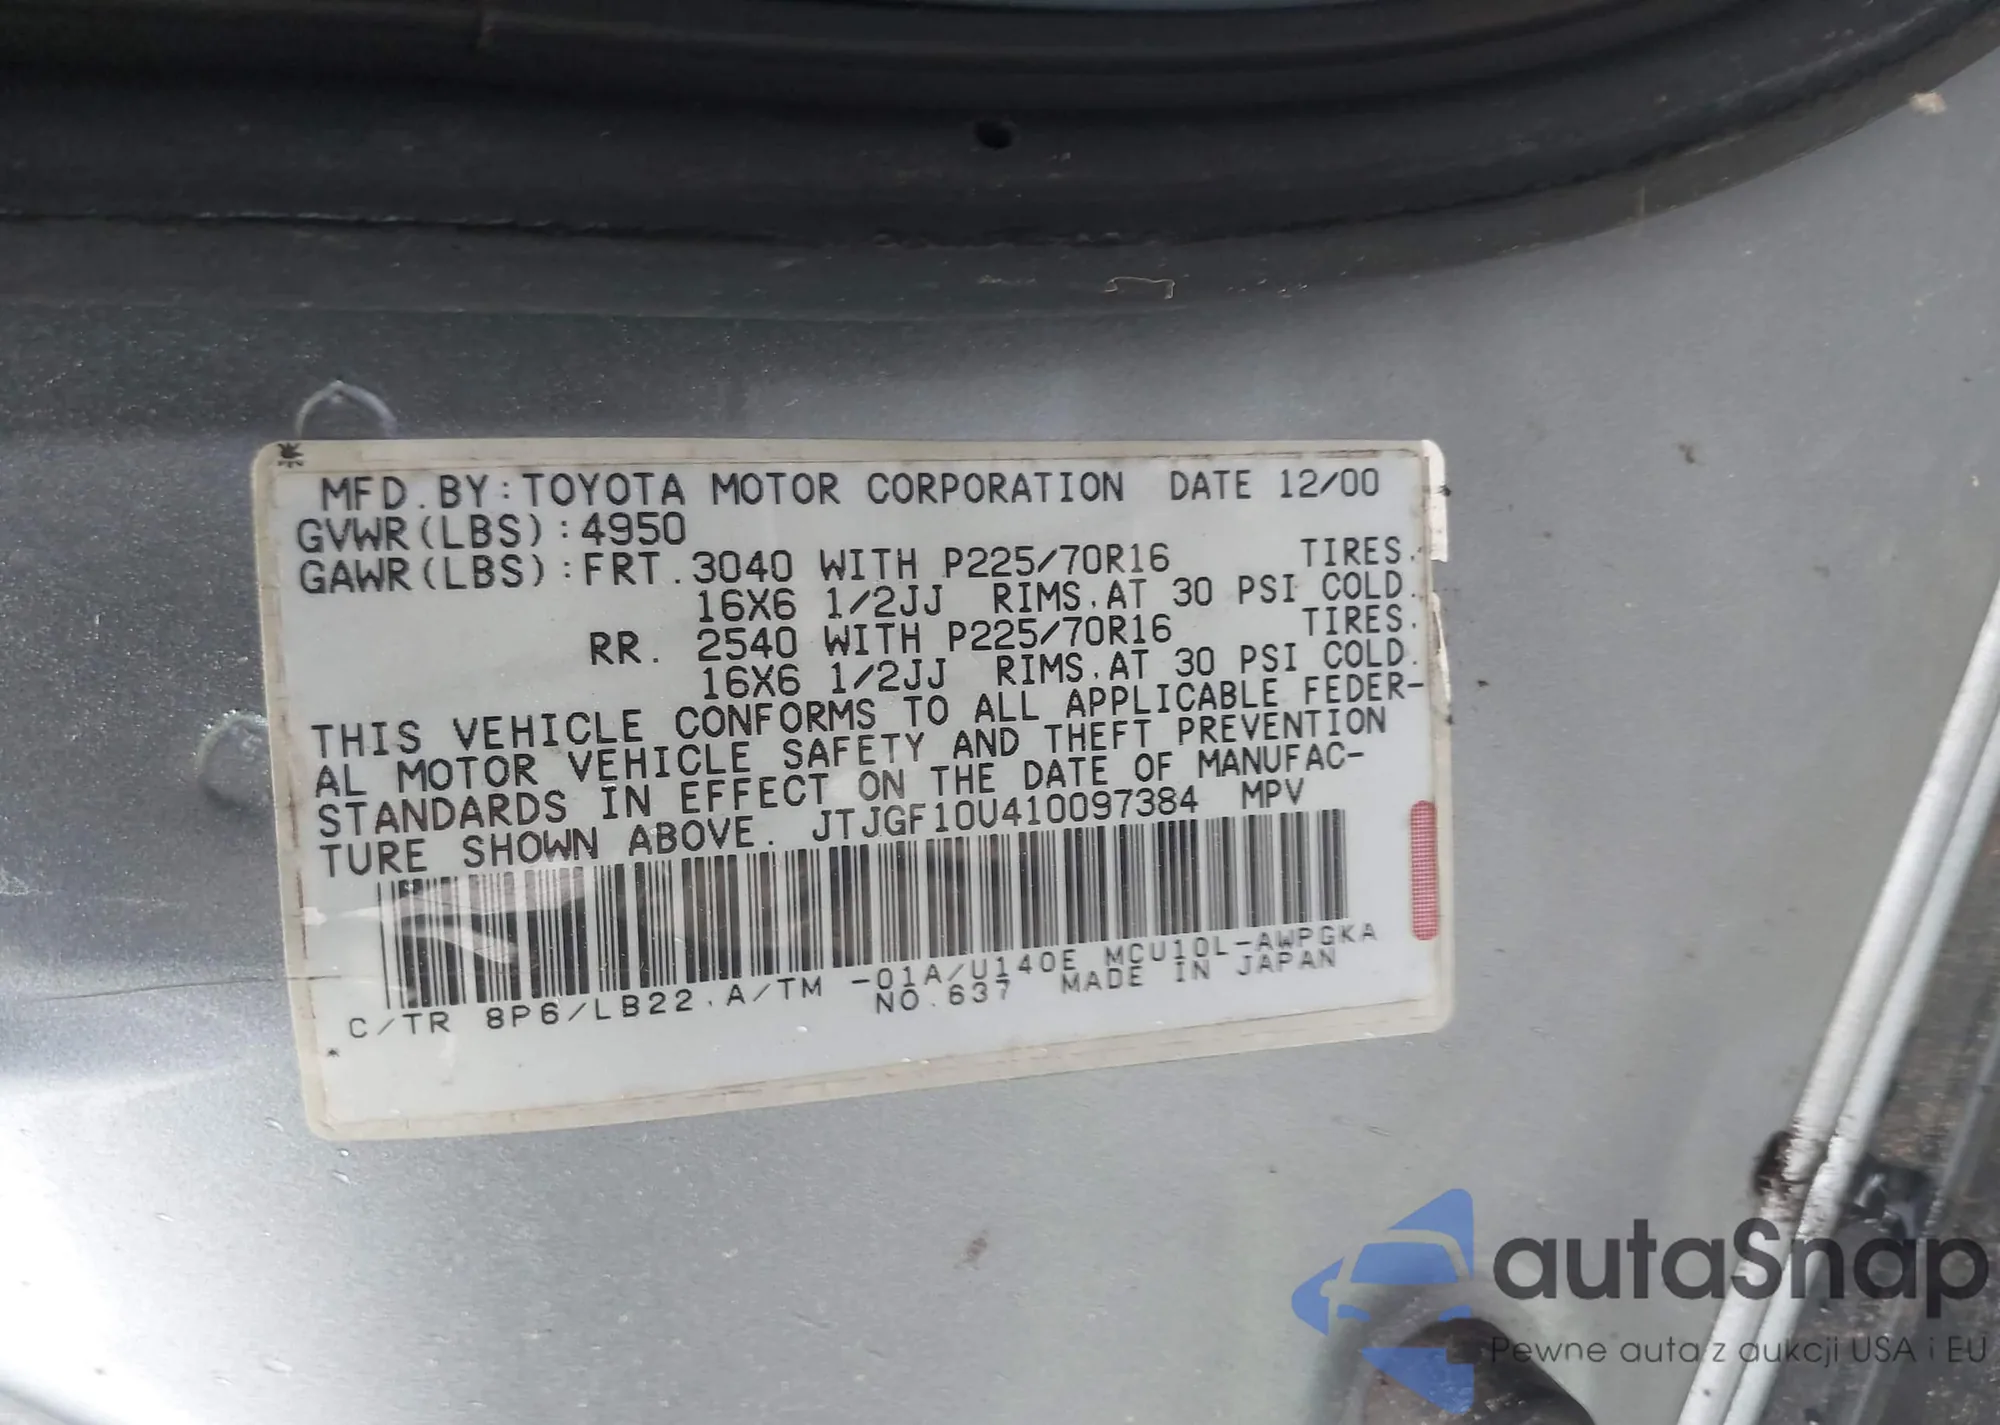 MFD. BY: TOYOTA MOTOR CORPORATION DATE 12/00
GVWR(LBS): 4950
GAWR(LBS): FRT. 3040 WITH P225/70R16 TIRES.
16X6 1/2JJ RIMS. AT 30 PSI COLD.
RR. 2540 WITH P225/70R16 TIRES.
16X6 1/2JJ RIMS. AT 30 PSI COLD.
THIS VEHICLE CONFORMS TO ALL APPLICABLE FEDER-
AL MOTOR VEHICLE SAFETY AND THEFT PREVENTION
STANDARDS IN EFFECT ON THE DATE OF MANUFAC-
TURE SHOWN ABOVE. JTJGF10U410097384 MPV
C/TR 8P6/LB22. A/TM -01A/U140E MCU10L-AWPGKA
NO. 637 MADE IN JAPAN
autaSnap
Pewne auta z aukcji USA i EU